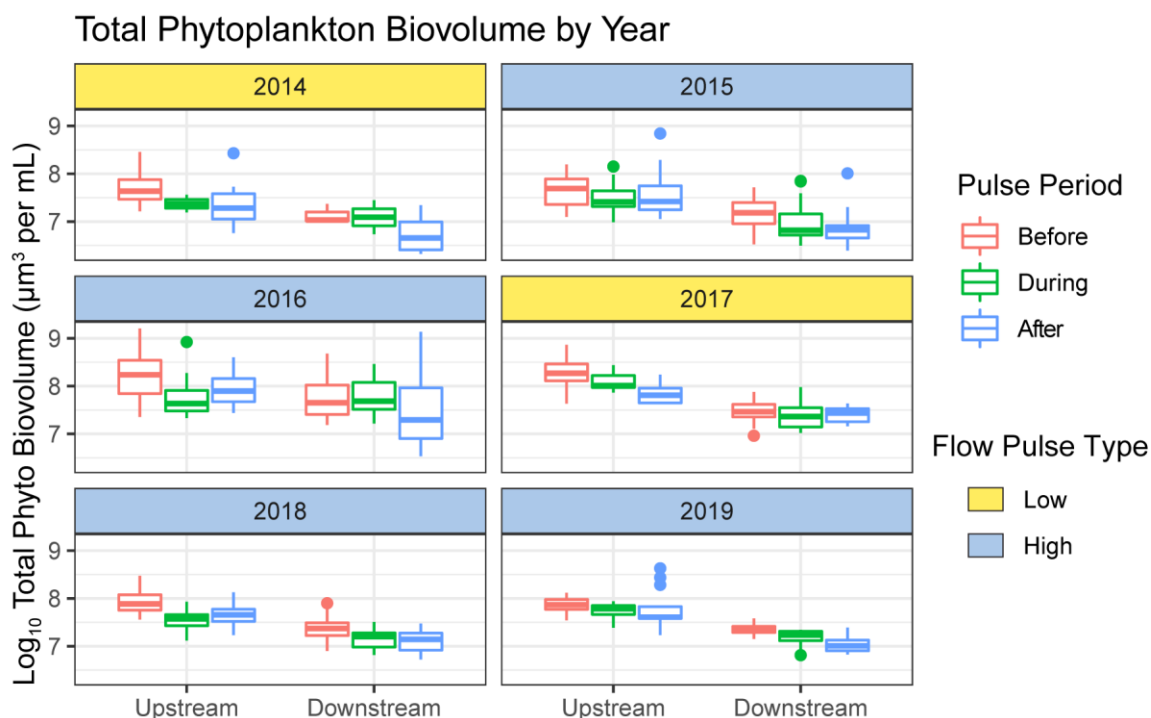 Total Phytoplankton Biovolume by Year
Log₁₀ Total Phyto Biovolume (µm³ per mL)
2014
2015
9
8
7
2016
2017
9
8
7
2018
2019
9
8
7
Upstream
Downstream
Upstream
Downstream
Pulse Period
Before
During
After
Flow Pulse Type
Low
High